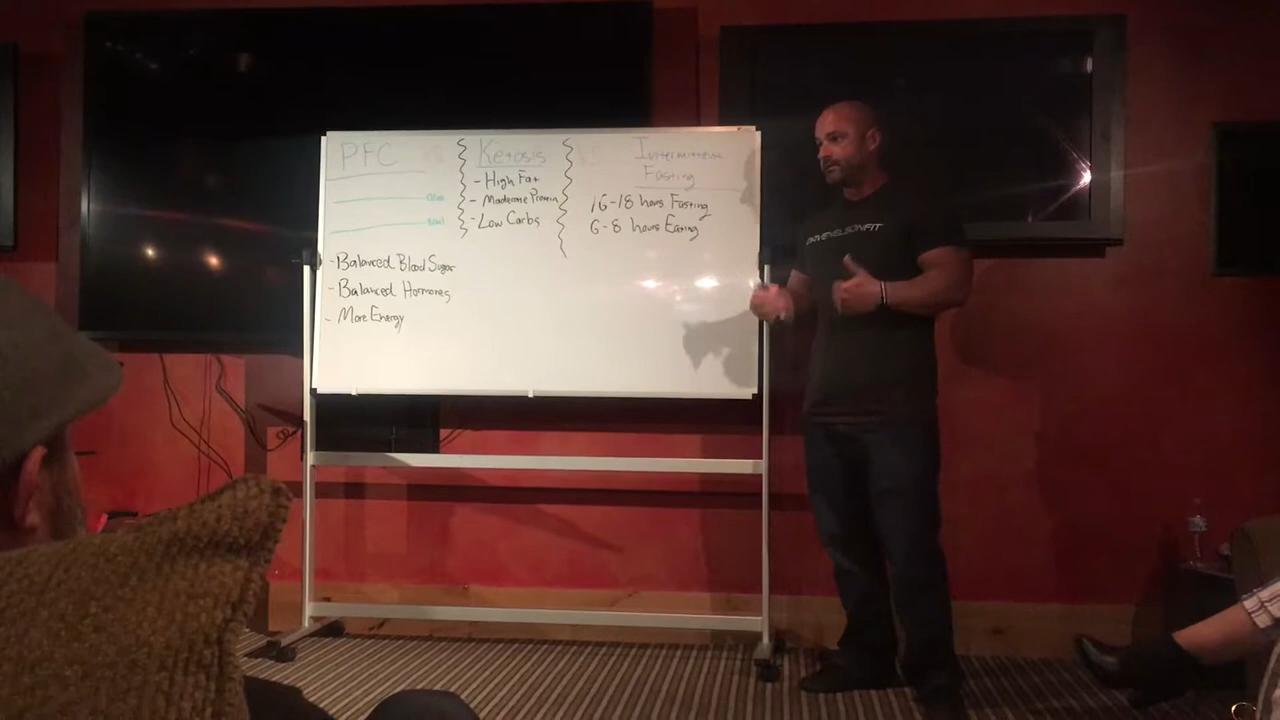 PFC
- Balanced Blood Sugar
- Balanced Hormones
- More Energy
Ketosis
- High Fat
- Moderate Protein
- Low Carbs
Intermittent
Fasting
16-18 hours Fasting
6-8 hours Eating
DAVENELSONFIT